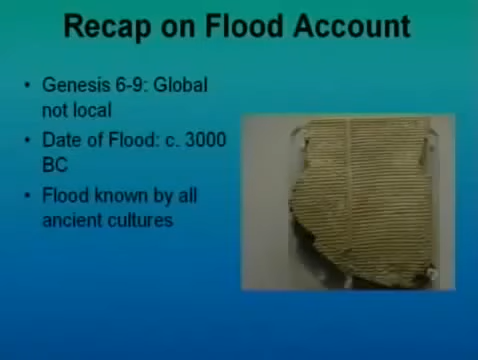 Recap on Flood Account
• Genesis 6-9: Global
not local
• Date of Flood: c. 3000
BC
• Flood known by all
ancient cultures